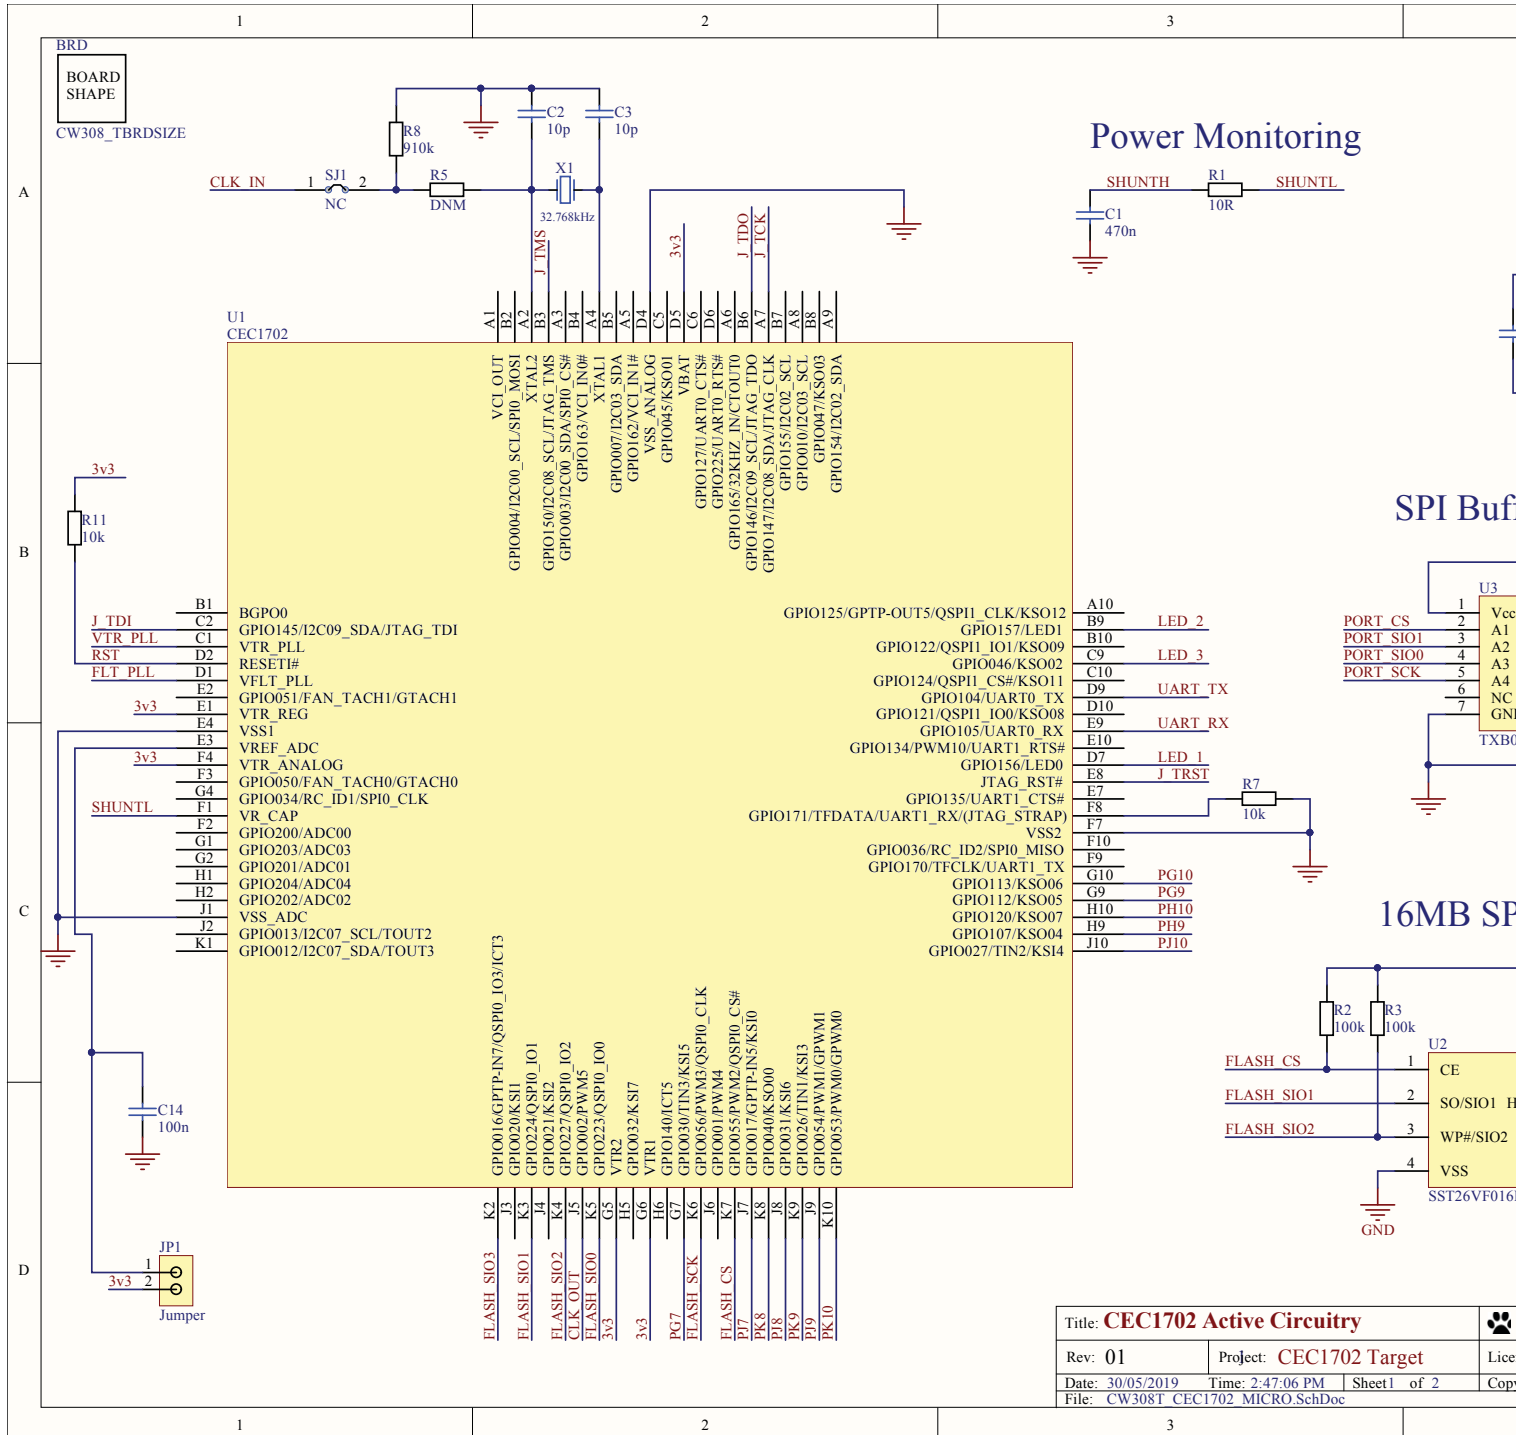 1
2
3
BRD
BOARD
SHAPE
CW308_TBRDSIZE
R8
910k
C2
10p
C3
10p
Power Monitoring
CLK_IN
1
SJ1
2
NC
R5
DNM
X1
32.768kHz
A
SHUNTH
R1
10R
SHUNTL
C1
470n
J_TMS
3v3
J_TDO
J_TCK
U1
CEC1702
A1
B2
A2
B3
A3
B4
A4
B5
A5
D4
C5
D5
C6
D6
A6
B6
A7
B7
A8
B8
A9
VCI_OUT
GPIO004/I2C00_SCL/SPI0_MOSI
XTAL2
GPIO150/I2C08_SCL/JTAG_TMS
GPIO003/I2C00_SDA/SPI0_CS#
GPIO163/VCI_IN0#
XTAL1
GPIO007/I2C03_SDA
GPIO162/VCI_IN1#
VSS_ANALOG
GPIO045/KSO01
VBAT
GPIO127/UART0_CTS#
GPIO225/UART0_RTS#
GPIO165/32KHZ_IN/CTOUT0
GPIO146/I2C09_SCL/JTAG_TDO
GPIO147/I2C08_SDA/JTAG_CLK
GPIO155/I2C02_SCL
GPIO010/I2C03_SCL
GPIO047/KSO03
GPIO154/I2C02_SDA
3v3
R11
10k
B
SPI Buf
J_TDI
VTR_PLL
RST
FLT_PLL
3v3
3v3
SHUNTL
B1 BGPO0
C2 GPIO145/I2C09_SDA/JTAG_TDI
C1 VTR_PLL
D2 RESETI#
D1 VFLT_PLL
E2 GPIO051/FAN_TACH1/GTACH1
E1 VTR_REG
E4 VSS1
E3 VREF_ADC
F4 VTR_ANALOG
F3 GPIO050/FAN_TACH0/GTACH0
G4 GPIO034/RC_ID1/SPI0_CLK
F1 VR_CAP
F2 GPIO200/ADC00
G1 GPIO203/ADC03
G2 GPIO201/ADC01
H1 GPIO204/ADC04
H2 GPIO202/ADC02
J1 VSS_ADC
J2 GPIO013/I2C07_SCL/TOUT2
K1 GPIO012/I2C07_SDA/TOUT3
GPIO125/GPTP-OUT5/QSPI1_CLK/KSO12 A10
GPIO157/LED1 B9 LED_2
GPIO122/QSPI1_IO1/KSO09 B10
GPIO046/KSO02 C9 LED_3
GPIO124/QSPI1_CS#/KSO11 C10
GPIO104/UART0_TX D9 UART_TX
GPIO121/QSPI1_IO0/KSO08 D10
GPIO105/UART0_RX E9 UART_RX
GPIO134/PWM10/UART1_RTS# E10
GPIO156/LED0 D7 LED_1
JTAG_RST# E8 J_TRST
GPIO135/UART1_CTS# E7
GPIO171/TFDATA/UART1_RX/(JTAG_STRAP) F8
VSS2 F7
GPIO036/RC_ID2/SPI0_MISO F10
GPIO170/TFCLK/UART1_TX F9
GPIO113/KSO06 G10 PG10
GPIO112/KSO05 G9 PG9
GPIO120/KSO07 H10 PH10
GPIO107/KSO04 H9 PH9
GPIO027/TIN2/KSI4 J10 PJ10
R7
10k
U3
PORT_CS
PORT_SIO1
PORT_SIO0
PORT_SCK
1 Vcc
2 A1
3 A2
4 A3
5 A4
6 NC
7 GN
TXB0
C
16MB SP
GPIO016/GPTP-IN7/QSPI0_IO3/ICT3
GPIO020/KSI1
GPIO224/QSPI0_IO1
GPIO021/KSI2
GPIO227/QSPI0_IO2
GPIO002/PWM5
GPIO223/QSPI0_IO0
VTR2
GPIO032/KSI7
VTR1
GPIO140/ICT5
GPIO030/TIN3/KSI5
GPIO056/PWM3/QSPI0_CLK
GPIO001/PWM4
GPIO055/PWM2/QSPI0_CS#
GPIO017/GPTP-IN5/KSI0
GPIO040/KSO00
GPIO031/KSI6
GPIO026/TIN1/KSI3
GPIO054/PWM1/GPWM1
GPIO053/PWM0/GPWM0
K2
J3
K3
J4
K4
J5
K5
G5
H5
G6
H6
G7
K6
J6
K7
J7
K8
J8
K9
J9
K10
FLASH_SIO3
FLASH_SIO1
FLASH_SIO2
CLK_OUT
FLASH_SIO0
3v3
3v3
PG7
FLASH_SCK
FLASH_CS
PJ7
PK8
PJ8
PK9
PJ9
PK10
R2
100k
R3
100k
U2
FLASH_CS 1 CE
FLASH_SIO1 2 SO/SIO1 H
FLASH_SIO2 3 WP#/SIO2
4 VSS
SST26VF016
GND
C14
100n
D
JP1
1
3v3 2
Jumper
Title: CEC1702 Active Circuitry
Rev: 01
Project: CEC1702 Target
Lice
Date: 30/05/2019
Time: 2:47:06 PM
Sheet1 of 2
Copy
File: CW308T_CEC1702_MICRO.SchDoc
1
2
3